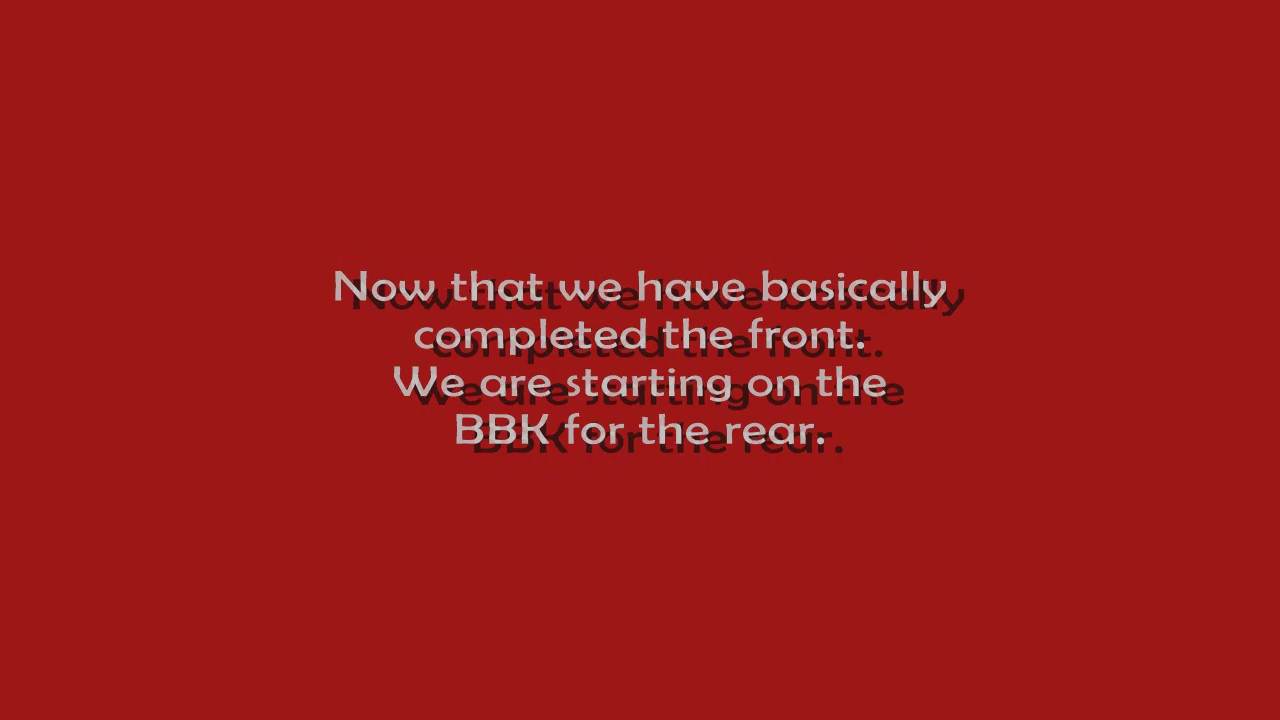 Now that we have basically
completed the front.
We are starting on the
BBK for the rear.